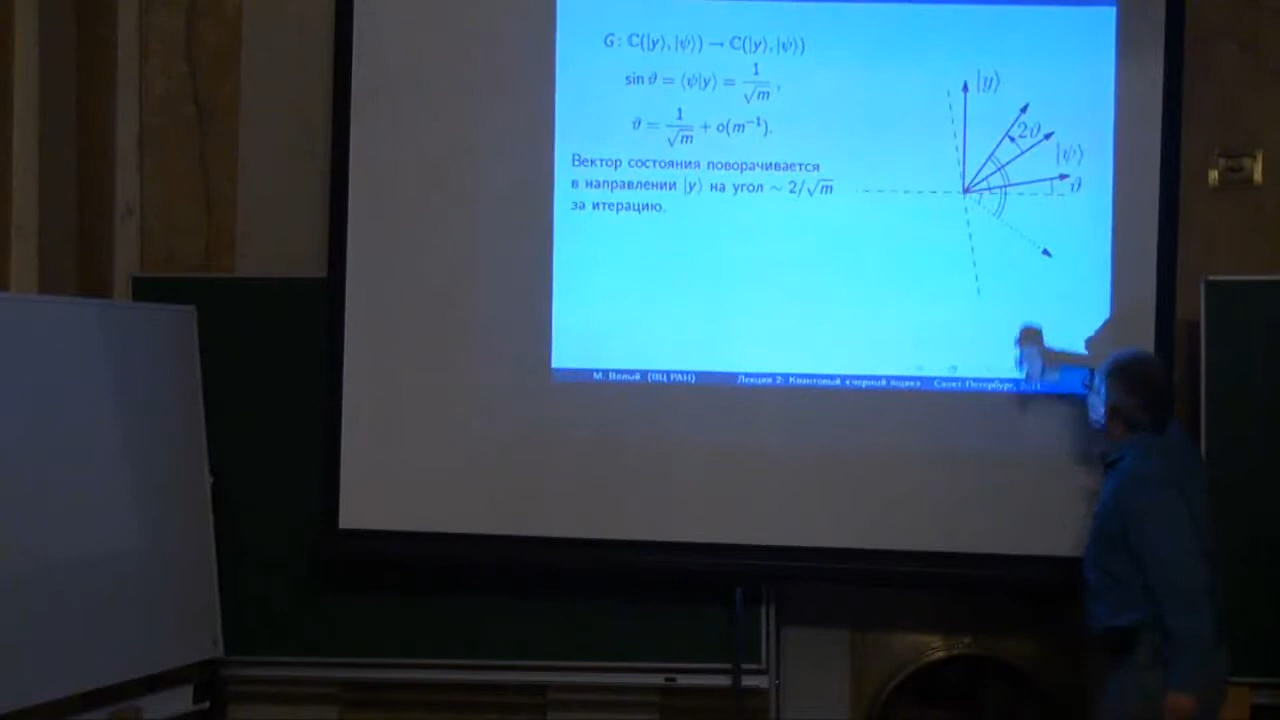 G: ℂ(|y⟩, |ψ⟩) → ℂ(|y⟩, |ψ⟩)
sin ϑ = ⟨ψ|y⟩ = 1/√m,
ϑ = 1/√m + o(m⁻¹).
Вектор состояния поворачивается
в направлении |y⟩ на угол ∼ 2/√m
за итерацию.
|y⟩
2ϑ
|ψ⟩
ϑ
М. Вялый (ВЦ РАН) Лекция 2: Квантовый «черный ящик» Санкт-Петербург,